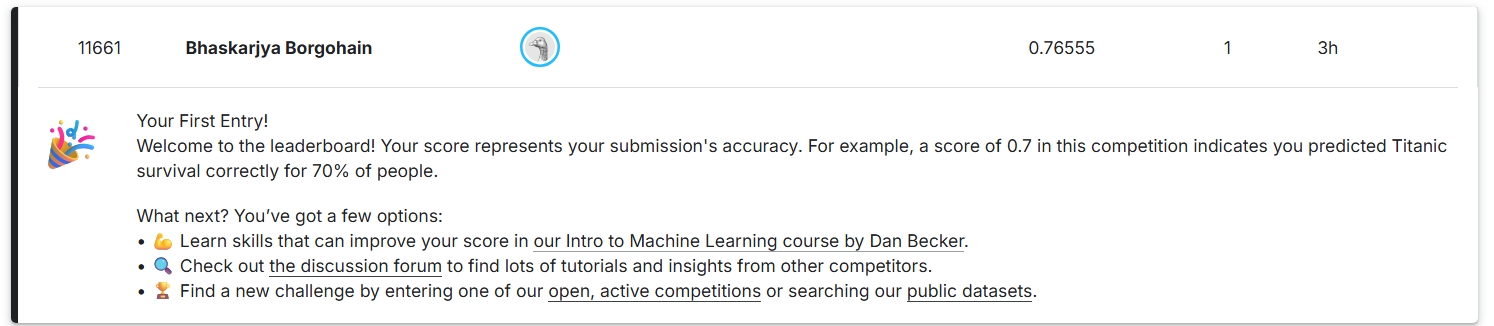 11661 Bhaskarjya Borgohain 0.76555 1 3h
Your First Entry!
Welcome to the leaderboard! Your score represents your submission's accuracy. For example, a score of 0.7 in this competition indicates you predicted Titanic
survival correctly for 70% of people.
What next? You’ve got a few options:
• 💪 Learn skills that can improve your score in our Intro to Machine Learning course by Dan Becker.
• 🔍 Check out the discussion forum to find lots of tutorials and insights from other competitors.
• 🏆 Find a new challenge by entering one of our open, active competitions or searching our public datasets.